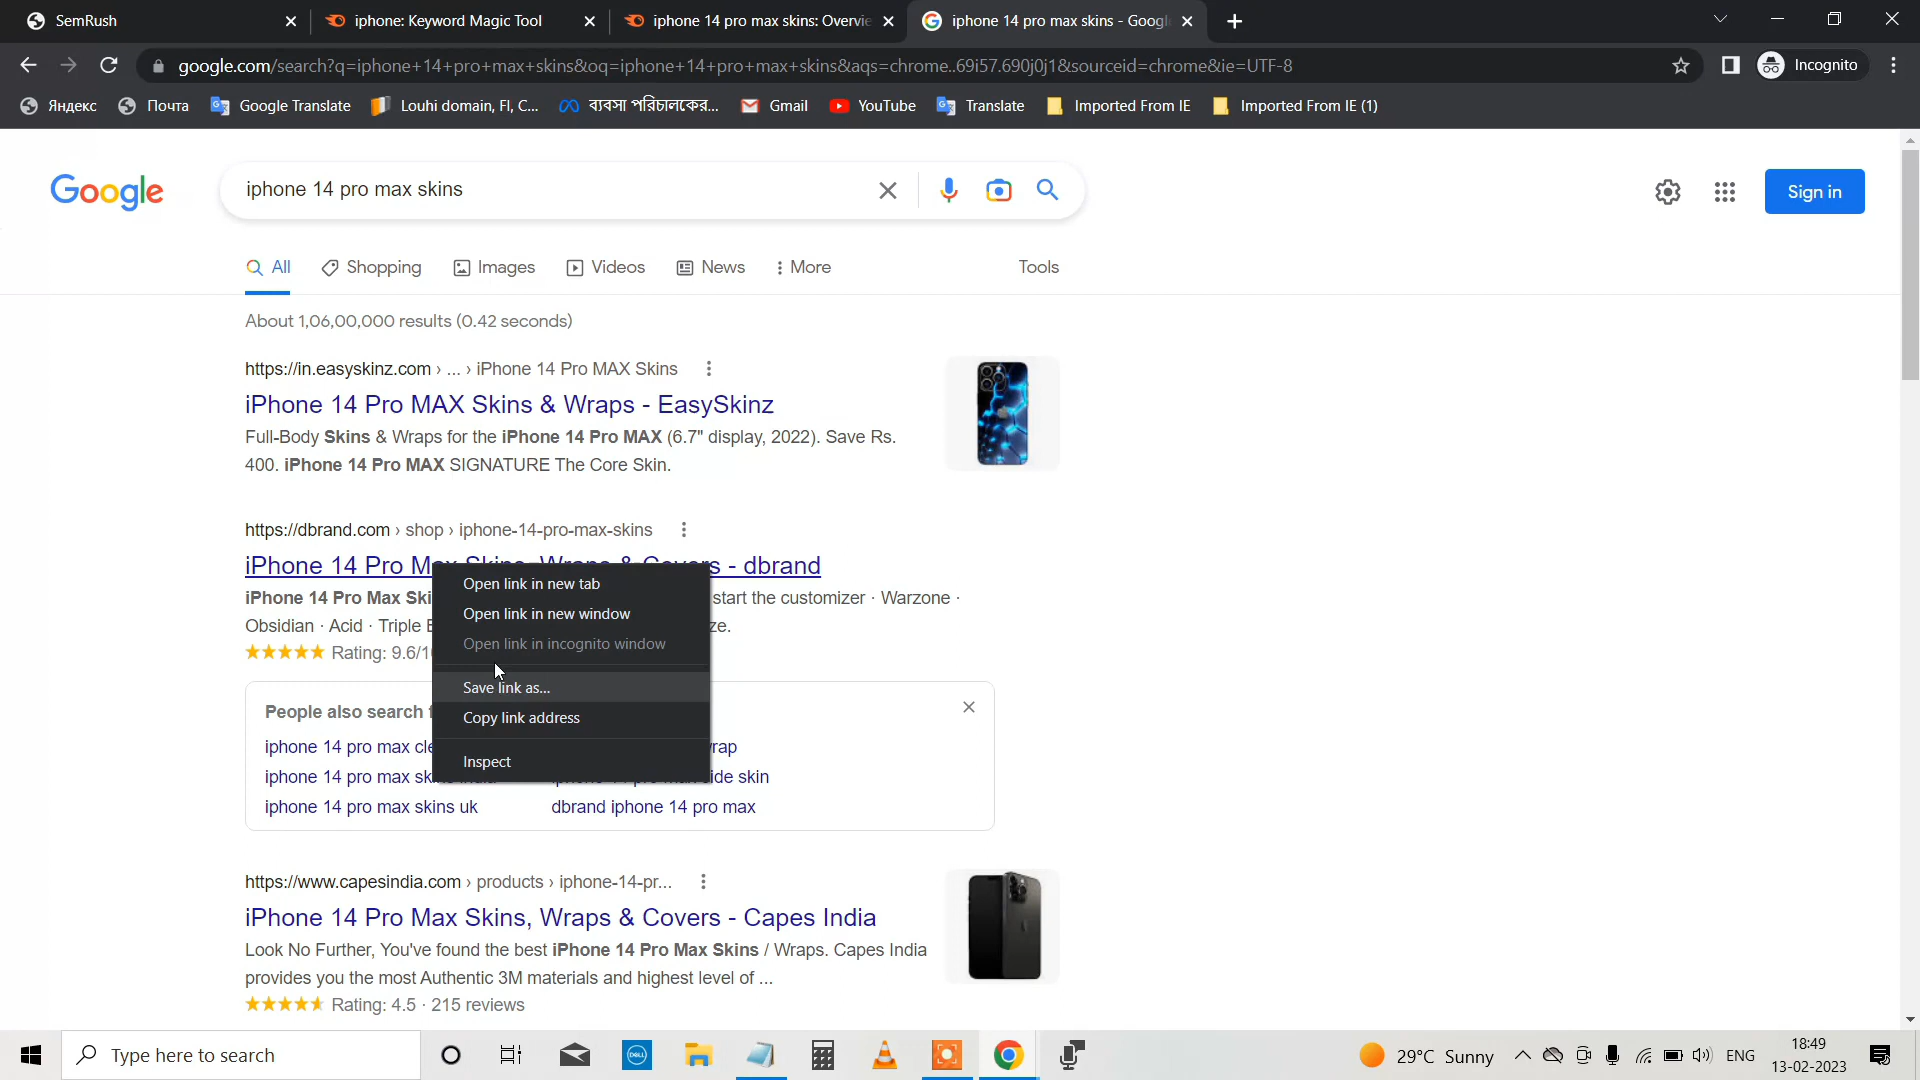 SemRush
iphone: Keyword Magic Tool
iphone 14 pro max skins: Overvie
iphone 14 pro max skins - Googl
google.com/search?q=iphone+14+pro+max+skins&oq=iphone+14+pro+max+skins&aqs=chrome..69i57.690j0j1&sourceid=chrome&ie=UTF-8
Incognito
Яндекс
Почта
Google Translate
Louhi domain, FI, C...
ব্যবসা পরিচালকের...
Gmail
YouTube
Translate
Imported From IE
Imported From IE (1)
Google
iphone 14 pro max skins
Sign in
All
Shopping
Images
Videos
News
More
Tools
About 1,06,00,000 results (0.42 seconds)
https://in.easyskinz.com › ... › iPhone 14 Pro MAX Skins
iPhone 14 Pro MAX Skins & Wraps - EasySkinz
Full-Body Skins & Wraps for the iPhone 14 Pro MAX (6.7" display, 2022). Save Rs.
400. iPhone 14 Pro MAX SIGNATURE The Core Skin.
https://dbrand.com › shop › iphone-14-pro-max-skins
iPhone 14 Pro Max Skins, Wraps & Covers - dbrand
iPhone 14 Pro Max Ski
start the customizer · Warzone ·
Obsidian · Acid · Triple
ze.
Rating: 9.6/1
Open link in new tab
Open link in new window
Open link in incognito window
Save link as...
Copy link address
Inspect
People also search
iphone 14 pro max cle
rap
iphone 14 pro max sk
ide skin
iphone 14 pro max skins uk
dbrand iphone 14 pro max
https://www.capesindia.com › products › iphone-14-pr...
iPhone 14 Pro Max Skins, Wraps & Covers - Capes India
Look No Further, You've found the best iPhone 14 Pro Max Skins / Wraps. Capes India
provides you the most Authentic 3M materials and highest level of ...
Rating: 4.5 · 215 reviews
Type here to search
DELL
29°C Sunny
ENG
18:49
13-02-2023